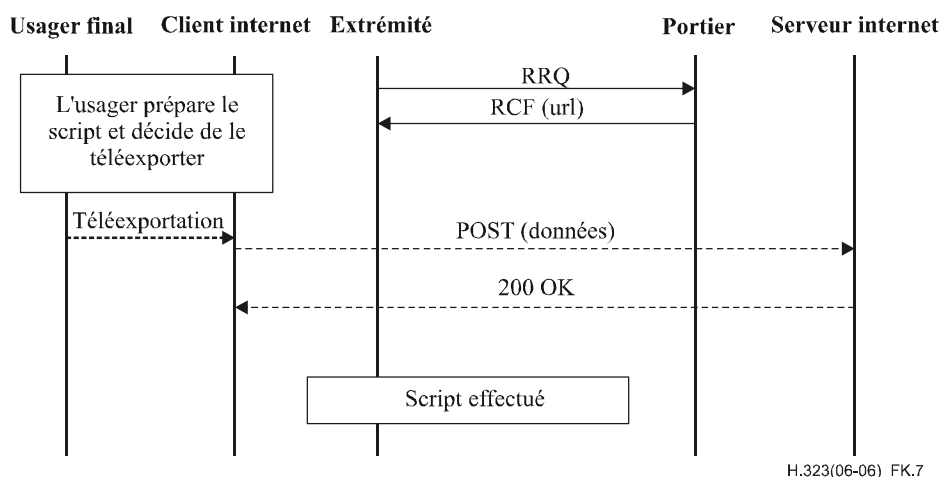 Usager final Client internet Extrémité Portier Serveur internet
RRQ
RCF (url)
L'usager prépare le
script et décide de le
téléexporter
Téléexportation
POST (données)
200 OK
Script effectué
H.323(06-06)_FK.7